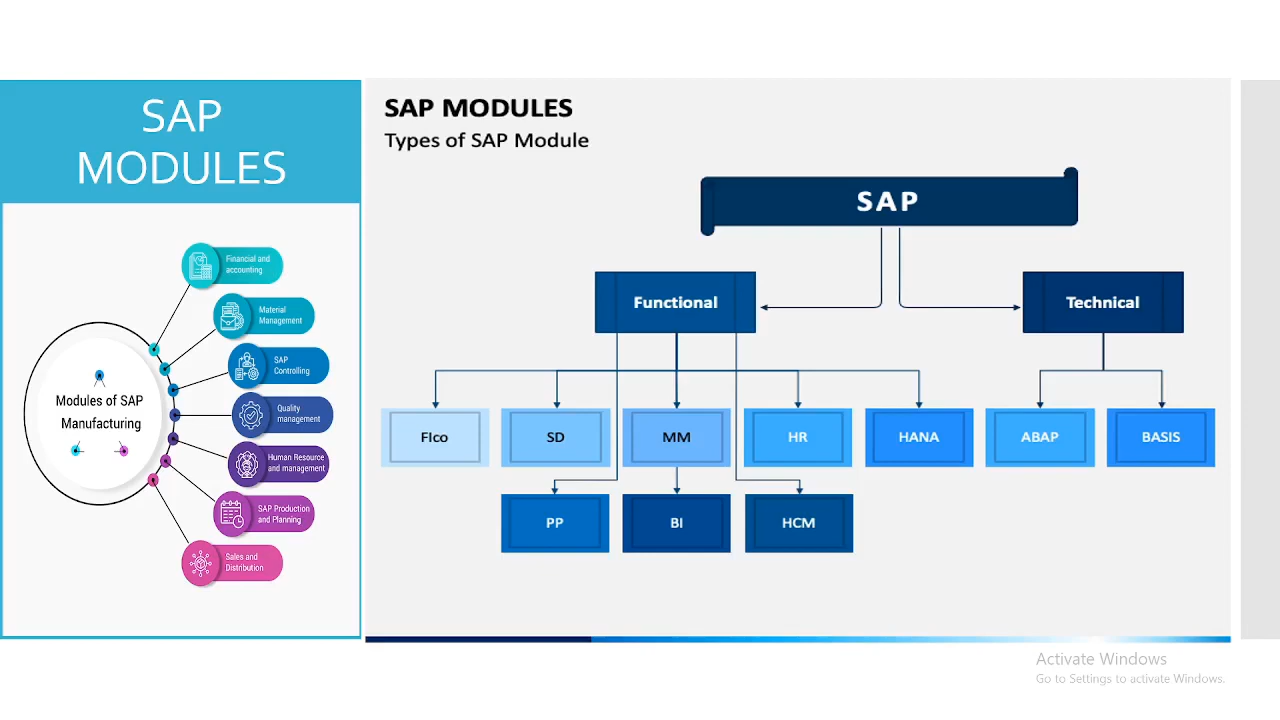 SAP
MODULES
Financial and
accounting
Material
Management
SAP
Controlling
Modules of SAP
Manufacturing
Quality
management
Human Resource
and management
SAP Production
and Planning
Sales and
Distribution
SAP MODULES
Types of SAP Module
SAP
Functional
Technical
FIco
SD
MM
HR
HANA
ABAP
BASIS
PP
BI
HCM
Activate Windows
Go to Settings to activate Windows.